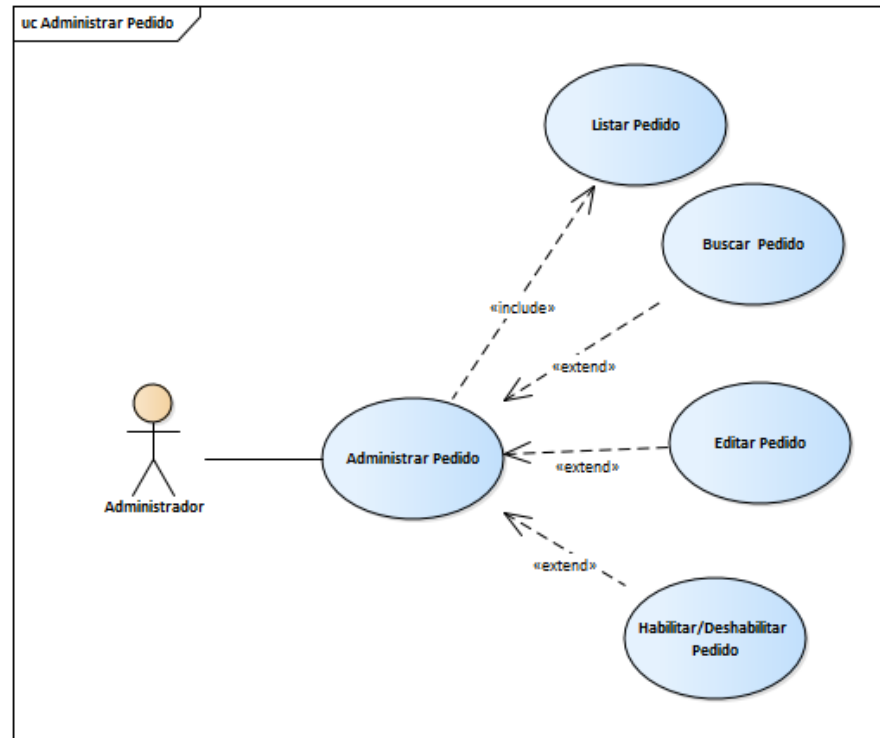 uc Administrar Pedido
Listar Pedido
Buscar Pedido
«include»
«extend»
Editar Pedido
Administrar Pedido
«extend»
Administrador
«extend»
Habilitar/Deshabilitar
Pedido